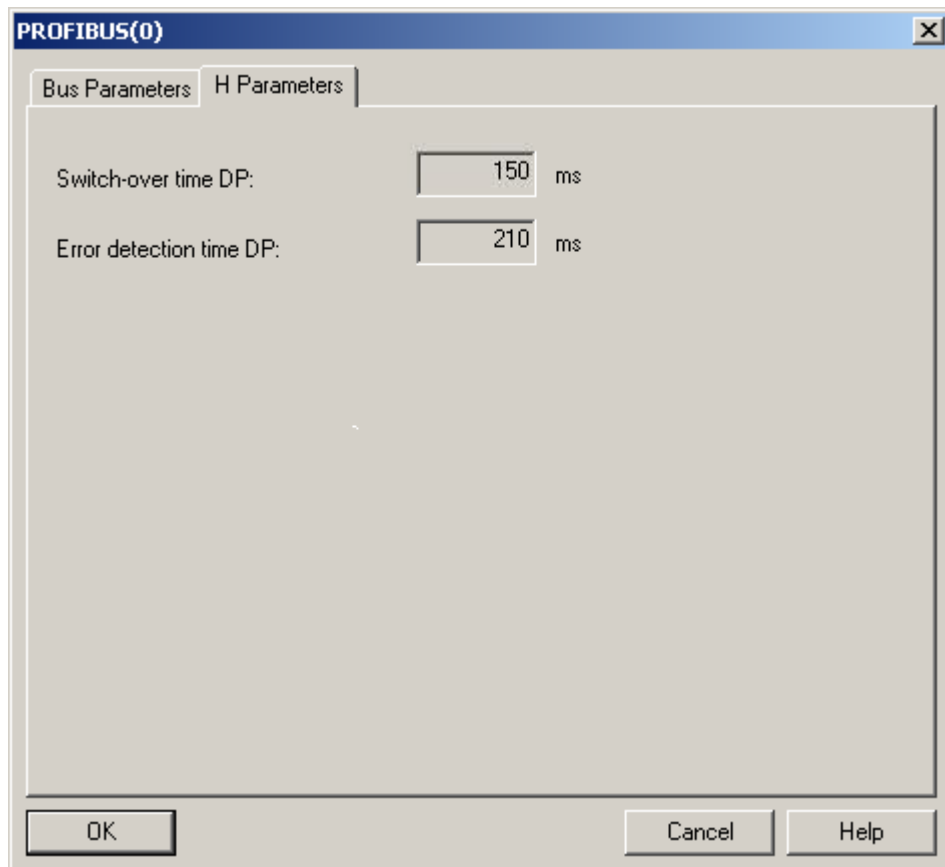 PROFIBUS(0)
Bus Parameters H Parameters
Switch-over time DP: 150 ms
Error detection time DP: 210 ms
OK Cancel Help